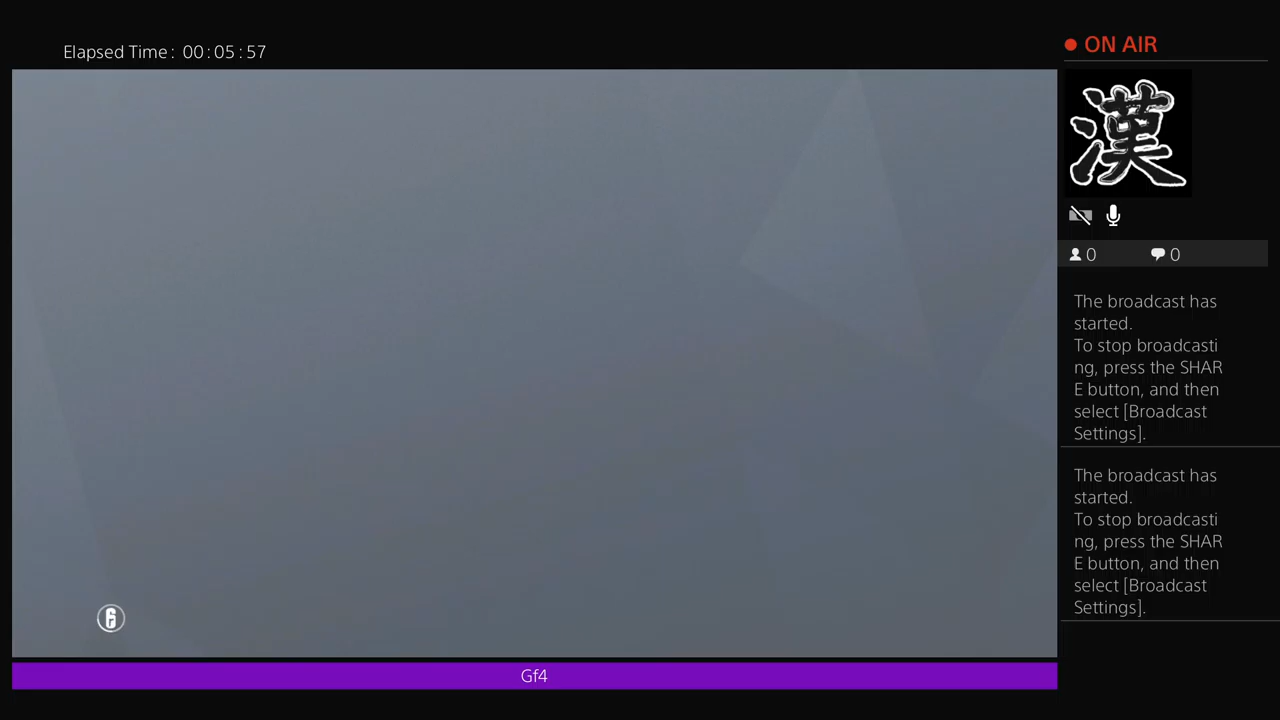 Elapsed Time: 00:05:57
ON AIR
漢
0 0
The broadcast has
started.
To stop broadcasti
ng, press the SHAR
E button, and then
select [Broadcast
Settings].
The broadcast has
started.
To stop broadcasti
ng, press the SHAR
E button, and then
select [Broadcast
Settings].
6
Gf4